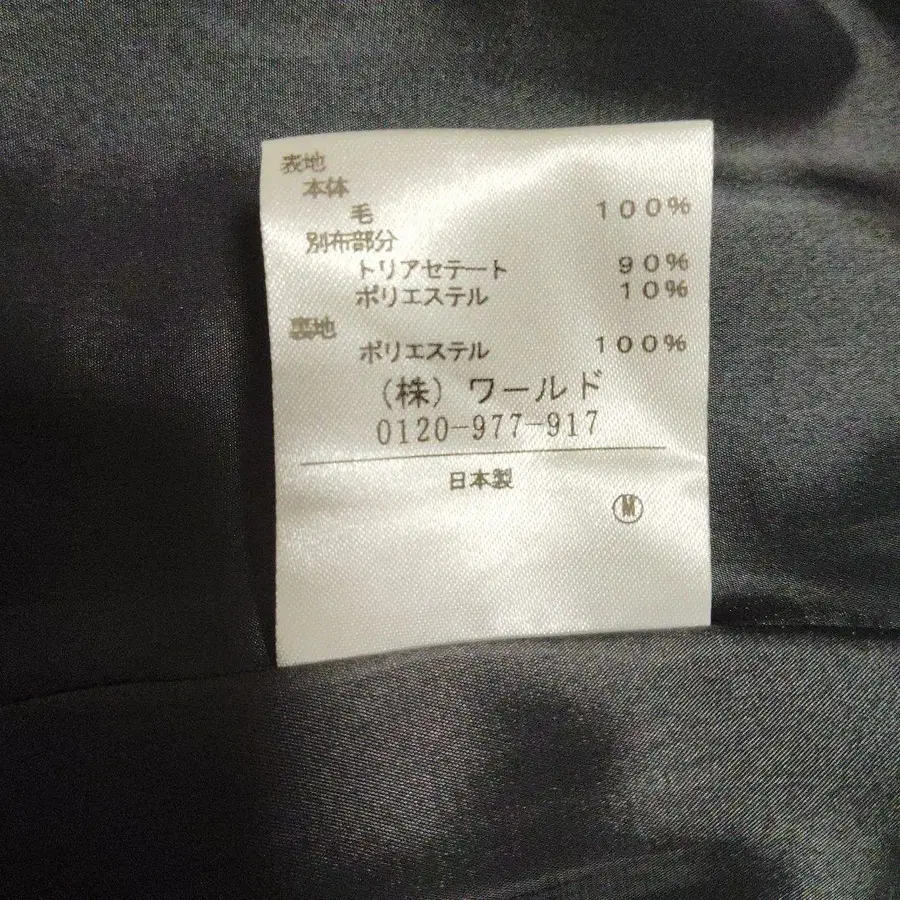 表地
本体
毛 100%
別布部分
トリアセテート 90%
ポリエステル 10%
裏地
ポリエステル 100%
(株) ワールド
0120-977-917
日本製
M